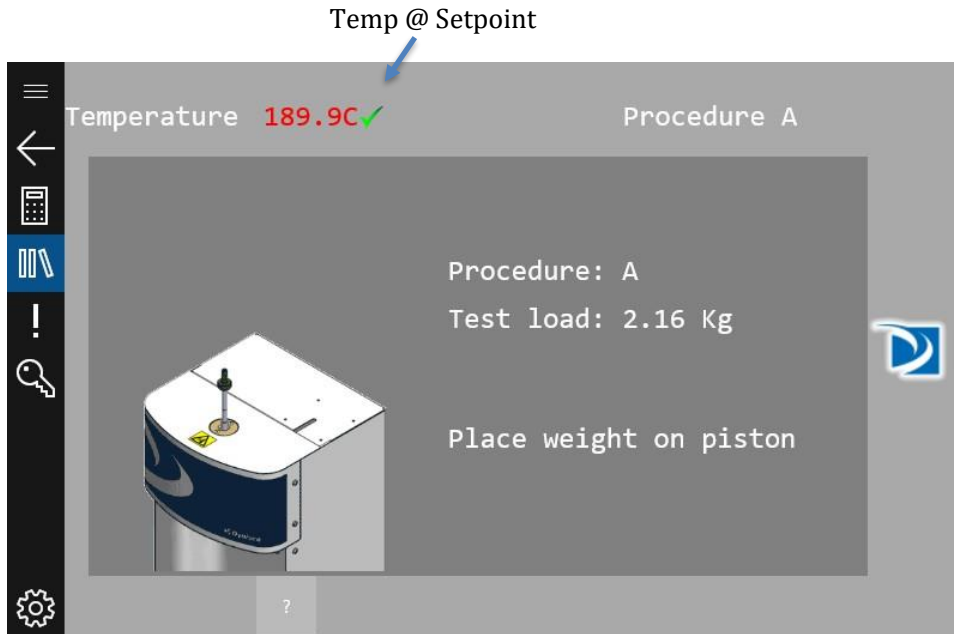 Temp @ Setpoint
Temperature 189.9C
Procedure A
Procedure: A
Test load: 2.16 Kg
Place weight on piston
?